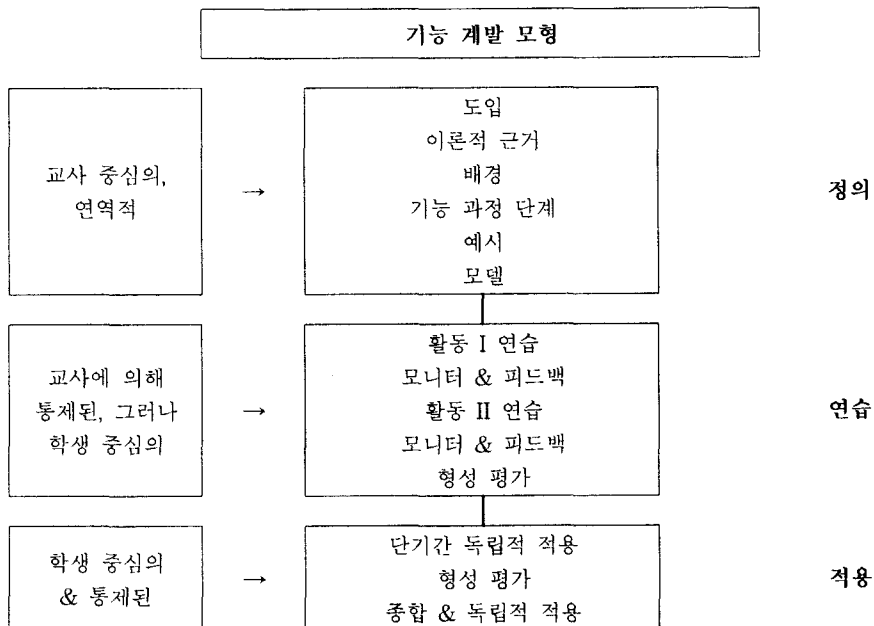 기능 계발 모형
교사 중심의,
연역적
→
도입
이론적 근거
배경
기능 과정 단계
예시
모델
정의
교사에 의해
통제된, 그러나
학생 중심의
→
활동 I 연습
모니터 & 피드백
활동 II 연습
모니터 & 피드백
형성 평가
연습
학생 중심의
& 통제된
→
단기간 독립적 적용
형성 평가
종합 & 독립적 적용
적용